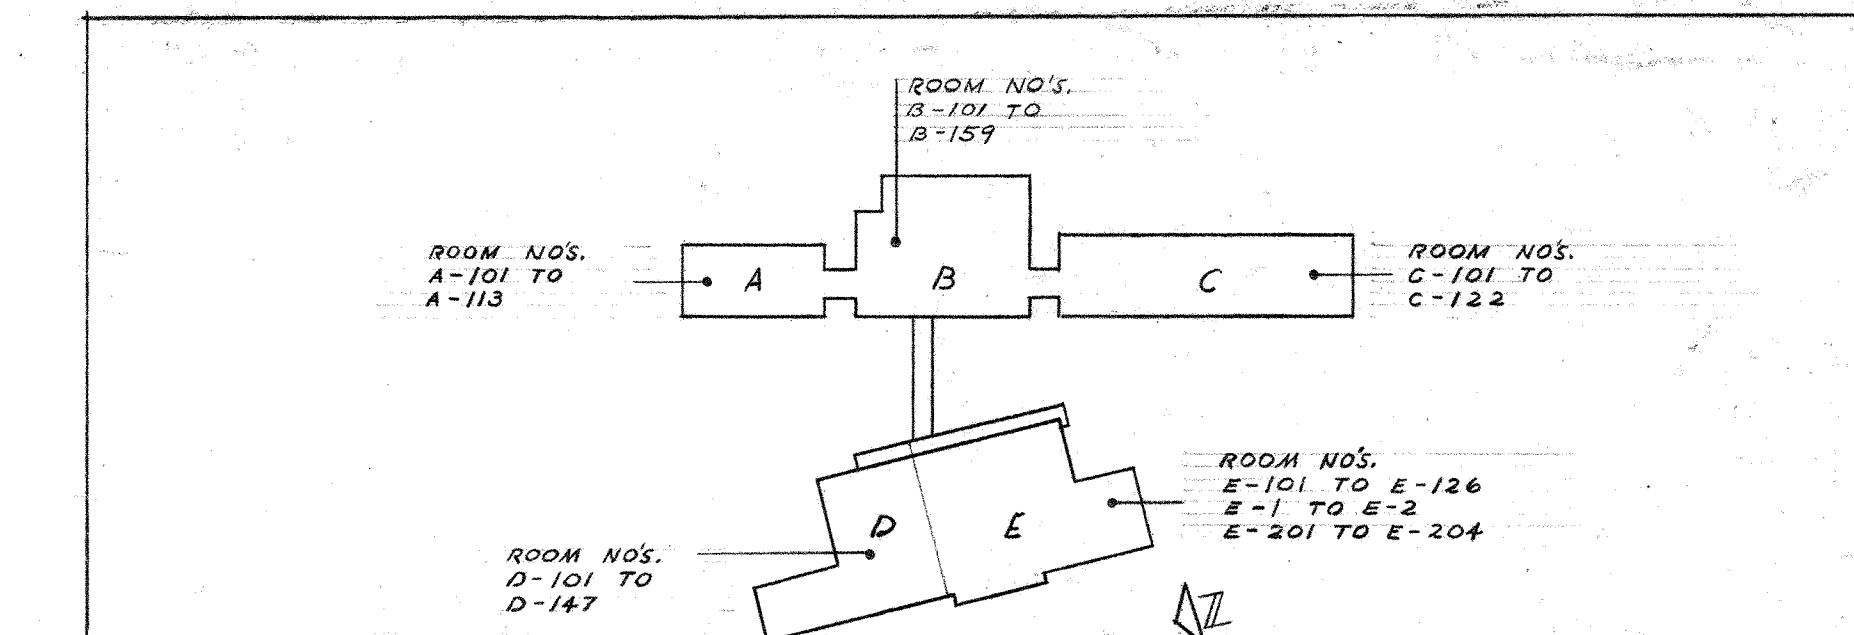 ROOM NO'S.
B-101 TO
B-159
ROOM NO'S.
A-101 TO
A-113
A
B
C
ROOM NO'S.
C-101 TO
C-122
ROOM NO'S.
E-101 TO E-126
E-1 TO E-2
E-201 TO E-204
D
E
ROOM NO'S.
D-101 TO
D-147
N